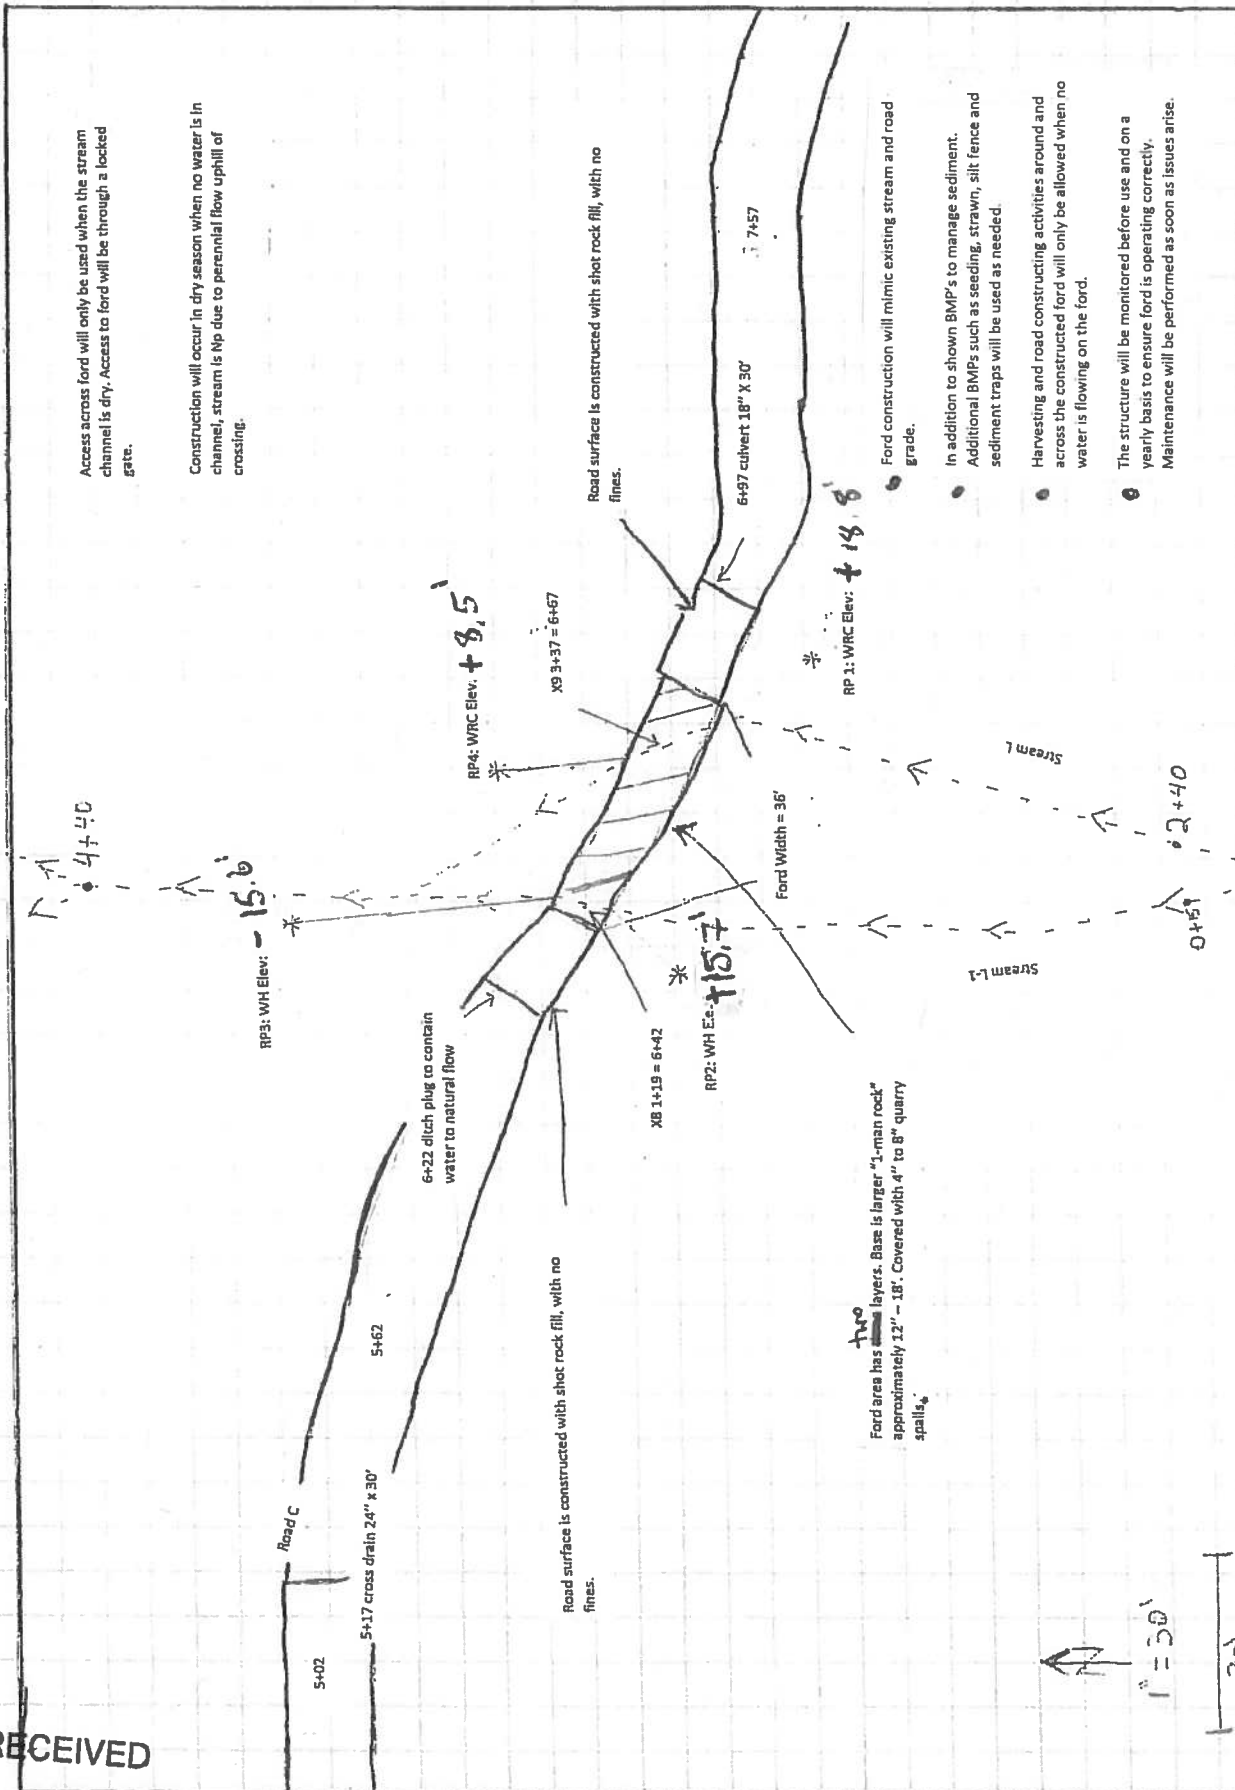 RECEIVED
Access across ford will only be used when the stream
channel is dry. Access to ford will be through a locked
gate.
Construction will occur in dry season when no water is in
channel, stream is Np due to perennial flow uphill of
crossing.
4+40
RP3: WH Elev: - 15.6'
RP4: WRC Elev: + 8.5'
X9 3+37 = 6+67
Road surface is constructed with shot rock fill, with no
fines.
7+57
6+97 culvert 18" X 30'
6+22 ditch plug to contain
water to natural flow
Road C
5+02
5+17 cross drain 24" x 30'
5+62
Road surface is constructed with shot rock fill, with no
fines.
X8 1+19 = 6+42
RP2: WH E.e.: +15.7'
Ford Width = 36'
RP 1: WRC Elev: + 18.8'
Ford construction will mimic existing stream and road
grade.
In addition to shown BMP's to manage sediment.
Additional BMPs such as seeding, strawn, silt fence and
sediment traps will be used as needed.
Harvesting and road constructing activities around and
across the constructed ford will only be allowed when no
water is flowing on the ford.
The structure will be monitored before use and on a
yearly basis to ensure ford is operating correctly.
Maintenance will be performed as soon as issues arise.
two
Ford area has layers. Base is larger "1-man rock"
approximately 12" – 18'. Covered with 4" to 8" quarry
spalls.
Stream L
Stream L-1
2+40
0+59
N
1" = 30'